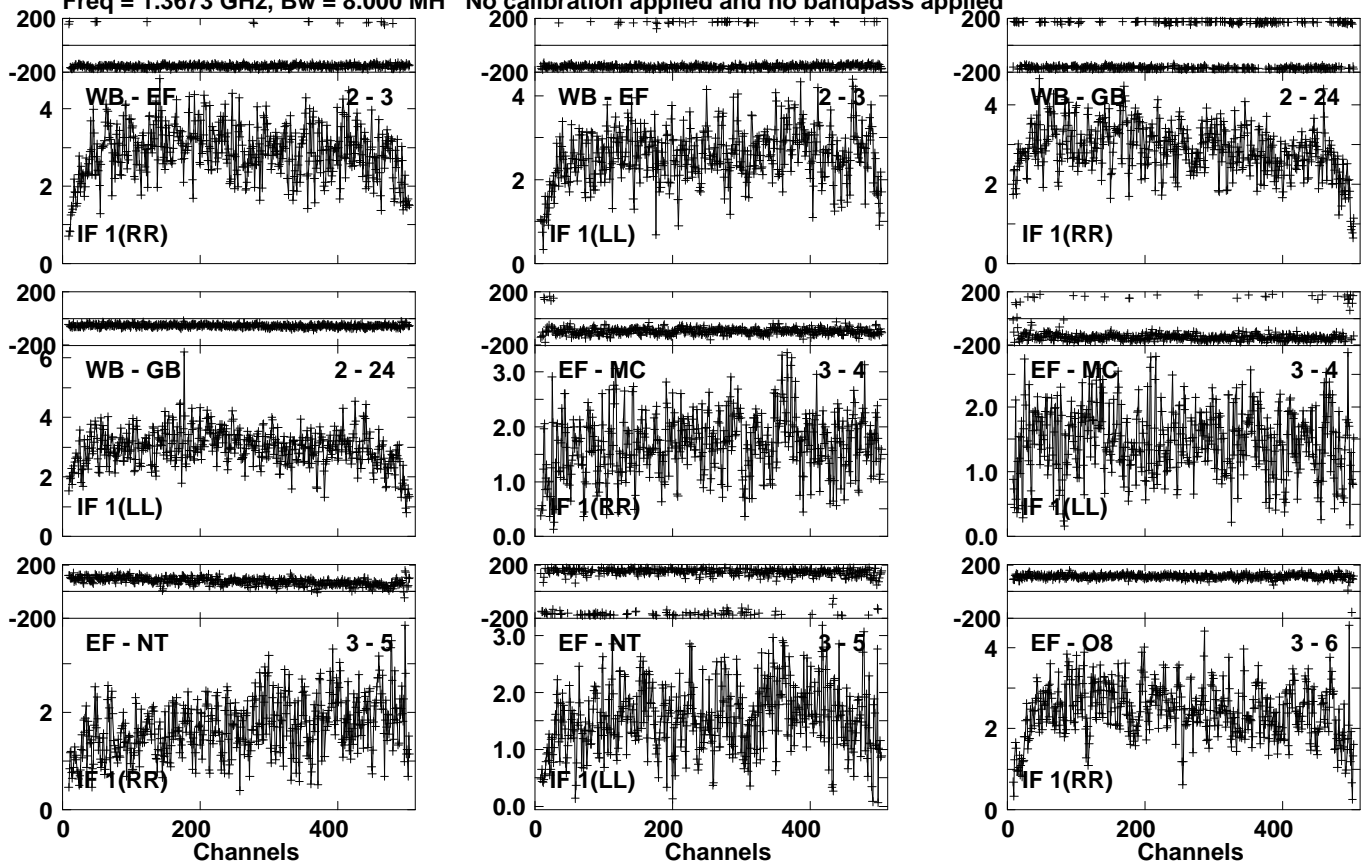 Freq = 1.3673 GHz, Bw = 8.000 MH No calibration applied and no bandpass applied
200 200 200
-200 -200 -200
WB - EF 2 - 3 WB - EF 2 - 3 WB - GB 2 - 24
4 4 4
2 2 2
IF 1(RR) IF 1(LL) IF 1(RR)
0 0 0
200 200 200
-200 -200 -200
6 3.0
WB - GB 2 - 24 EF - MC 3 - 4 EF - MC 3 - 4
4 2.0 2.0
2 1.0 1.0
IF 1(LL) IF 1(RR) IF 1(LL)
0 0.0 0.0
200 200 200
-200 -200 -200
EF - NT 3 - 5 EF - NT 3 - 5 EF - O8 3 - 6
3.0 4
2 2.0 2
1.0
IF 1(RR) IF 1(LL) IF 1(RR)
0 0.0 0
0 200 400 0 200 400 0 200 400
Channels Channels Channels